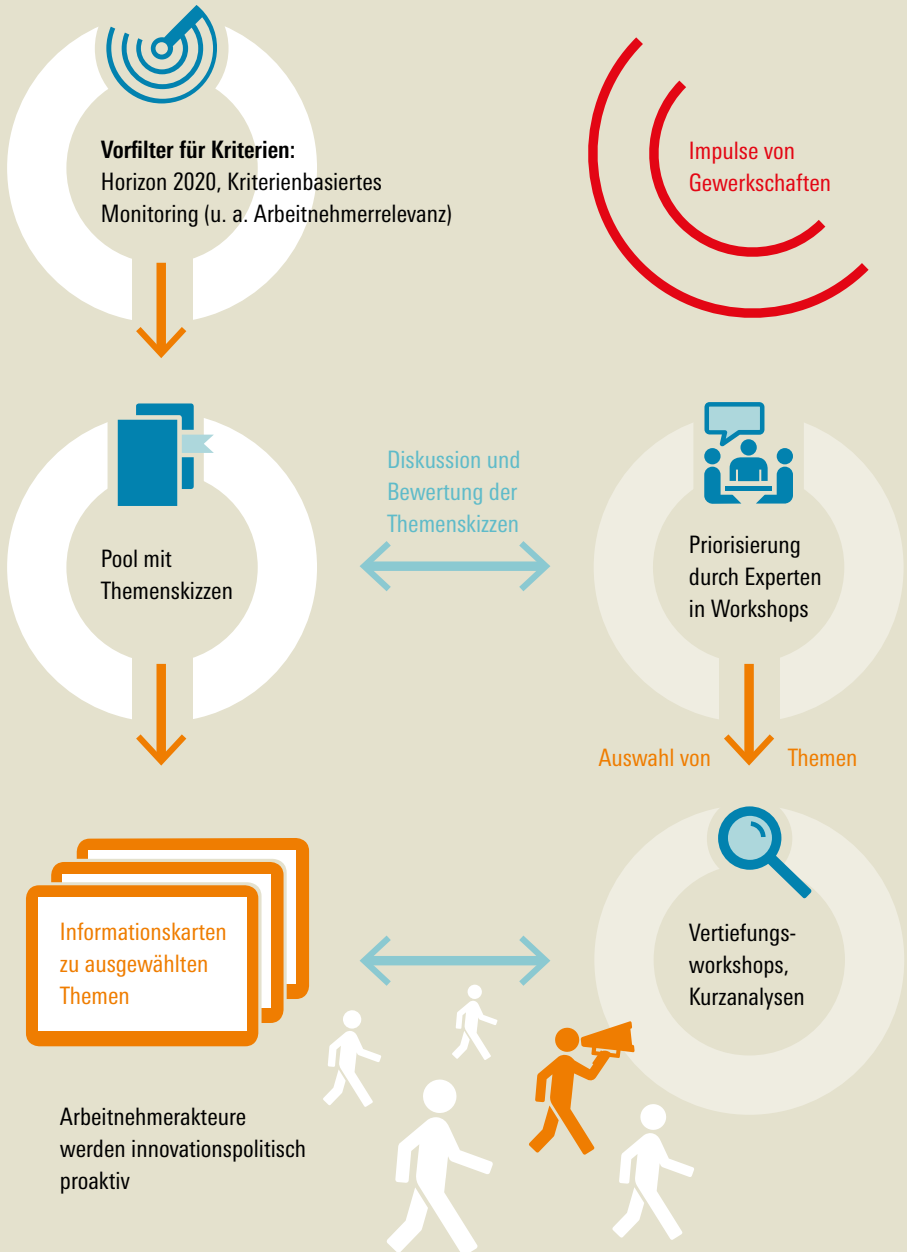 Vorfilter für Kriterien:
Horizon 2020, Kriterienbasiertes
Monitoring (u. a. Arbeitnehmerrelevanz)
Impulse von
Gewerkschaften
Pool mit
Themenskizzen
Diskussion und
Bewertung der
Themenskizzen
Priorisierung
durch Experten
in Workshops
Auswahl von Themen
Informationskarten
zu ausgewählten
Themen
Vertiefungs-
workshops,
Kurzanalysen
Arbeitnehmerakteure
werden innovationspolitisch
proaktiv